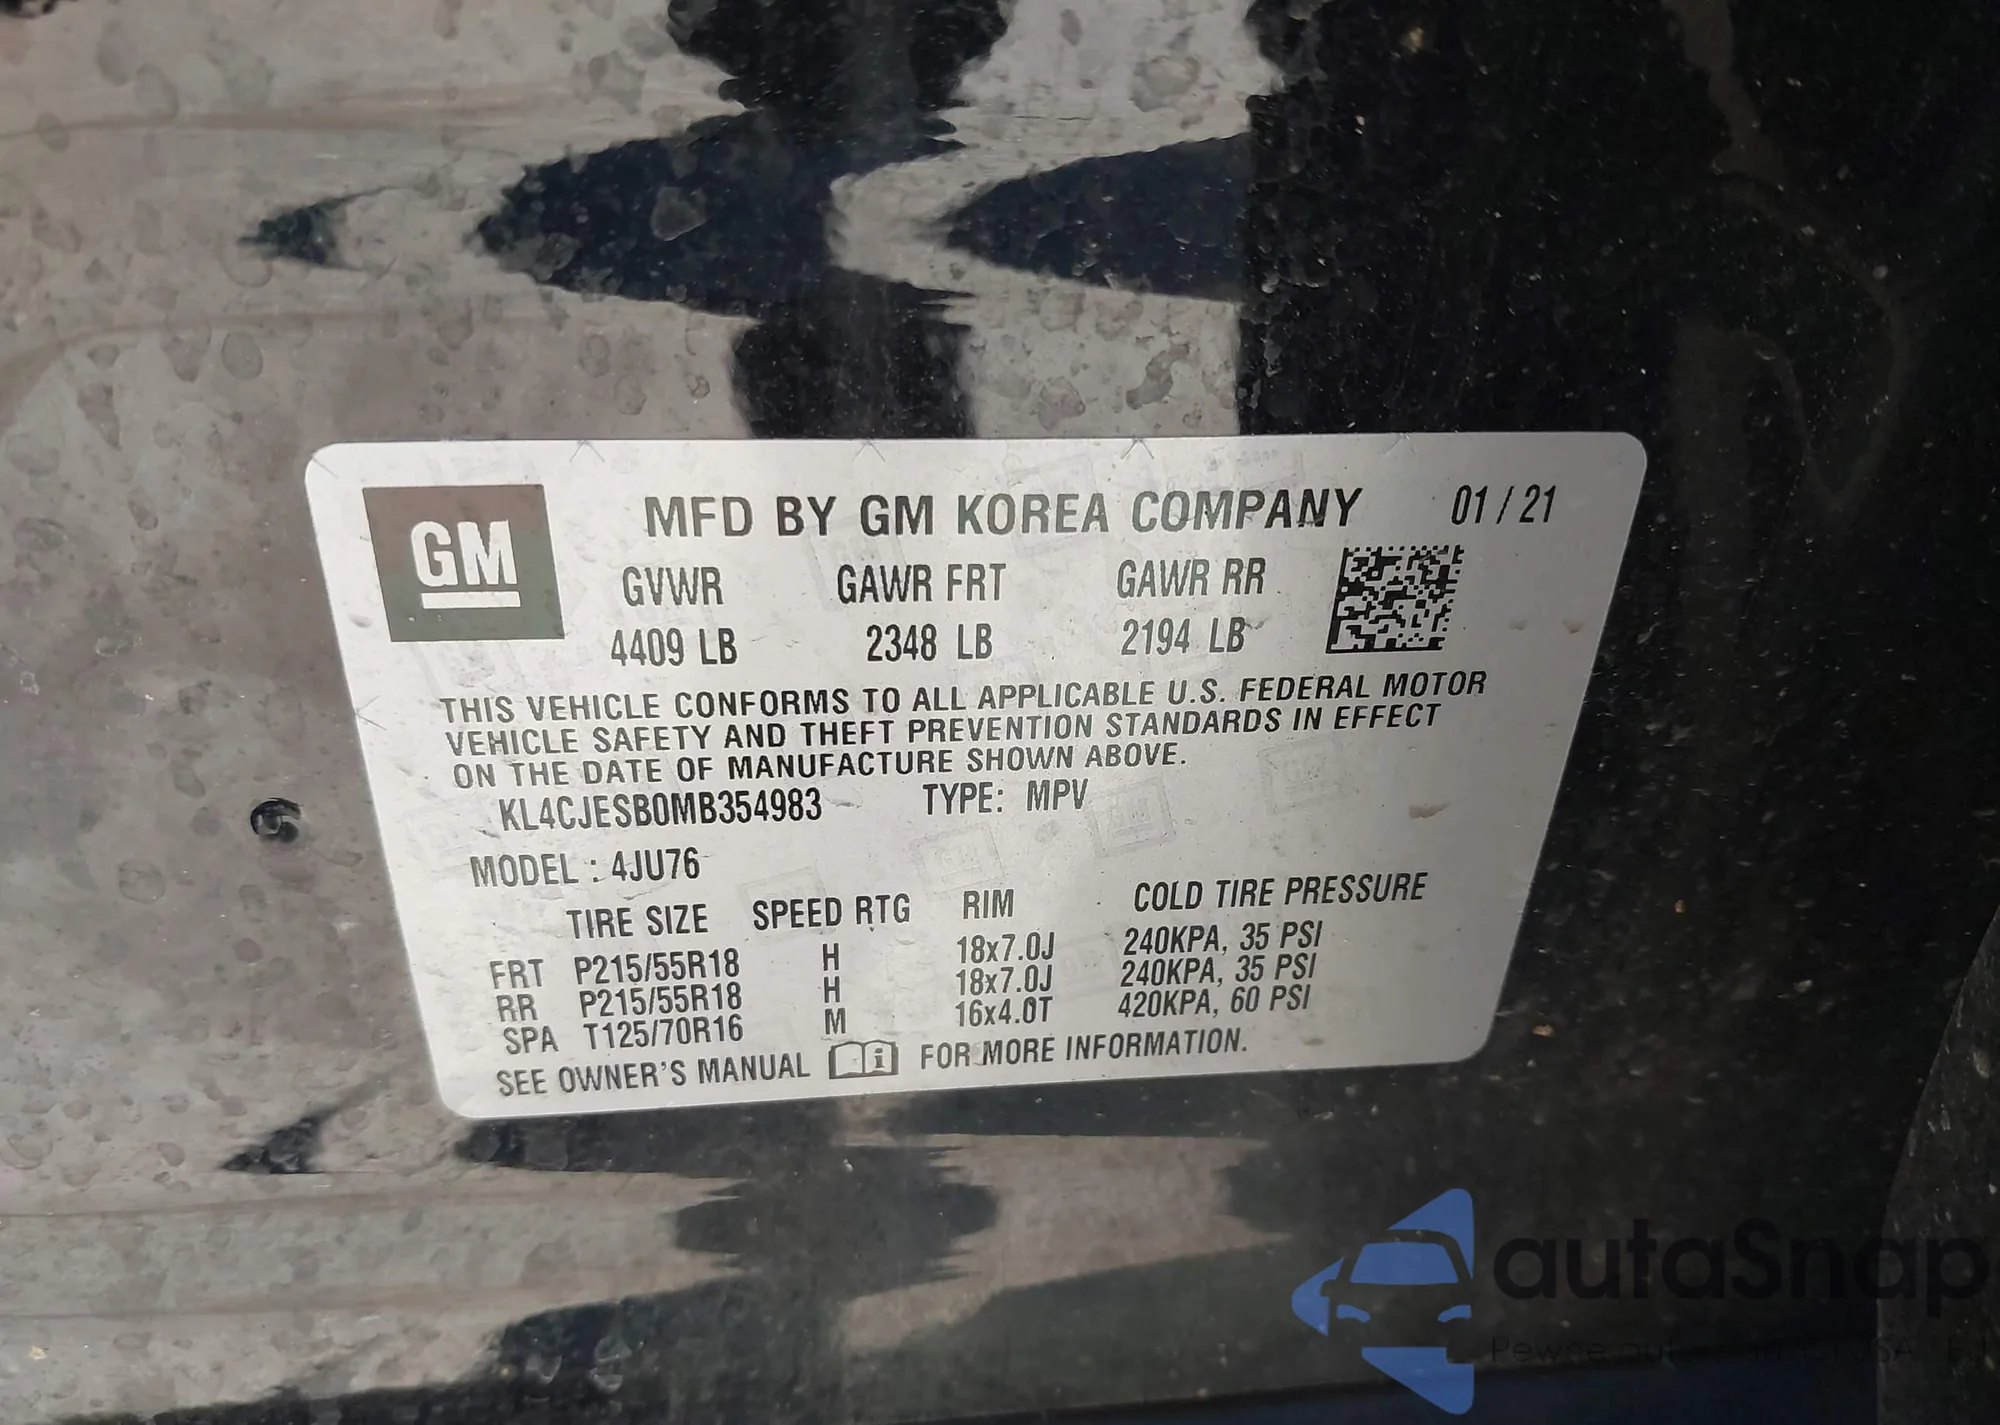 GM
MFD BY GM KOREA COMPANY 01/21
GVWR GAWR FRT GAWR RR
4409 LB 2348 LB 2194 LB
THIS VEHICLE CONFORMS TO ALL APPLICABLE U.S. FEDERAL MOTOR
VEHICLE SAFETY AND THEFT PREVENTION STANDARDS IN EFFECT
ON THE DATE OF MANUFACTURE SHOWN ABOVE.
KL4CJESB0MB354983 TYPE: MPV
MODEL : 4JU76
TIRE SIZE SPEED RTG RIM COLD TIRE PRESSURE
FRT P215/55R18 H 18x7.0J 240KPA, 35 PSI
RR P215/55R18 H 18x7.0J 240KPA, 35 PSI
SPA T125/70R16 M 16x4.0T 420KPA, 60 PSI
SEE OWNER'S MANUAL FOR MORE INFORMATION.
autaSnap
Pewne auta